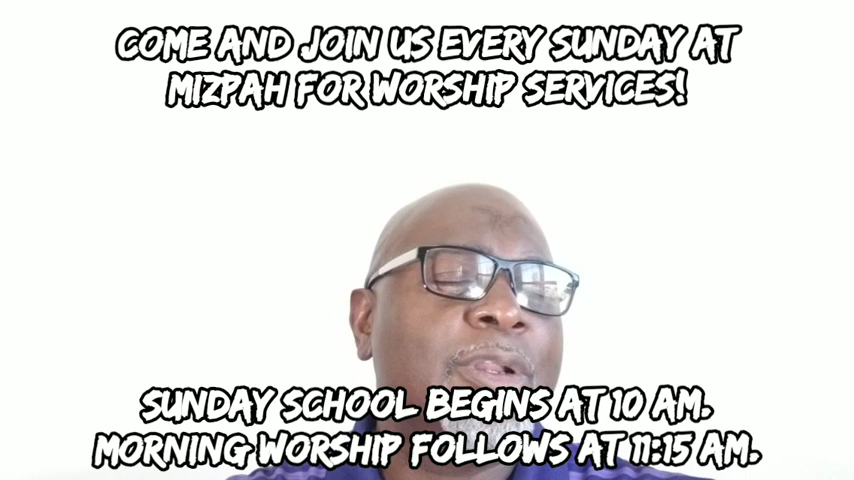 COME AND JOIN US EVERY SUNDAY AT
MIZPAH FOR WORSHIP SERVICES!
SUNDAY SCHOOL BEGINS AT 10 AM.
MORNING WORSHIP FOLLOWS AT 11:15 AM.